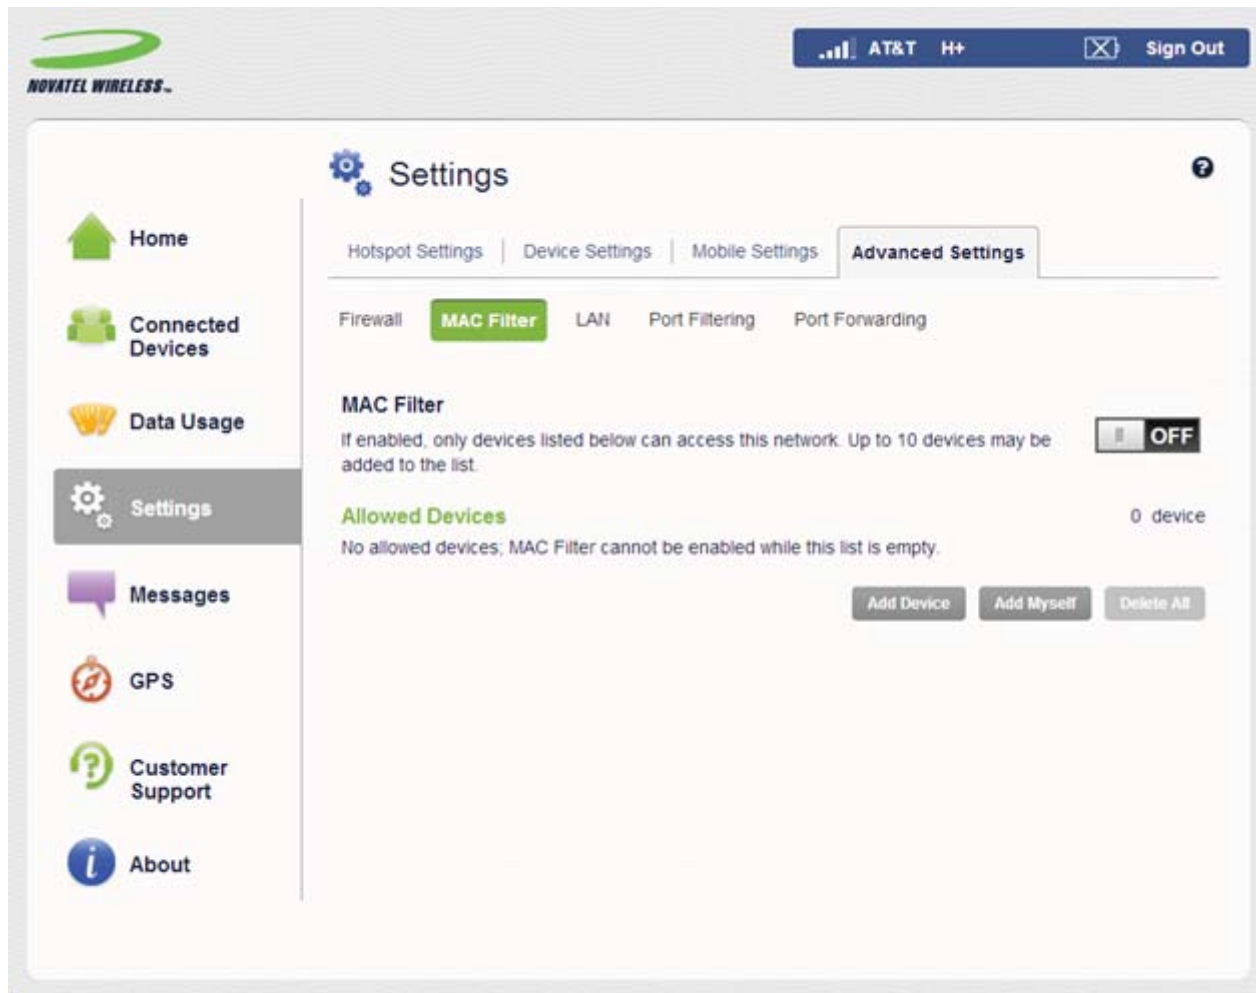 NOVATEL WIRELESS™
AT&T H+ Sign Out
Settings
Home
Connected
Devices
Data Usage
Settings
Messages
GPS
Customer
Support
About
Hotspot Settings Device Settings Mobile Settings Advanced Settings
Firewall MAC Filter LAN Port Filtering Port Forwarding
MAC Filter
If enabled, only devices listed below can access this network. Up to 10 devices may be
added to the list.
OFF
Allowed Devices
0 device
No allowed devices; MAC Filter cannot be enabled while this list is empty.
Add Device Add Myself Delete All